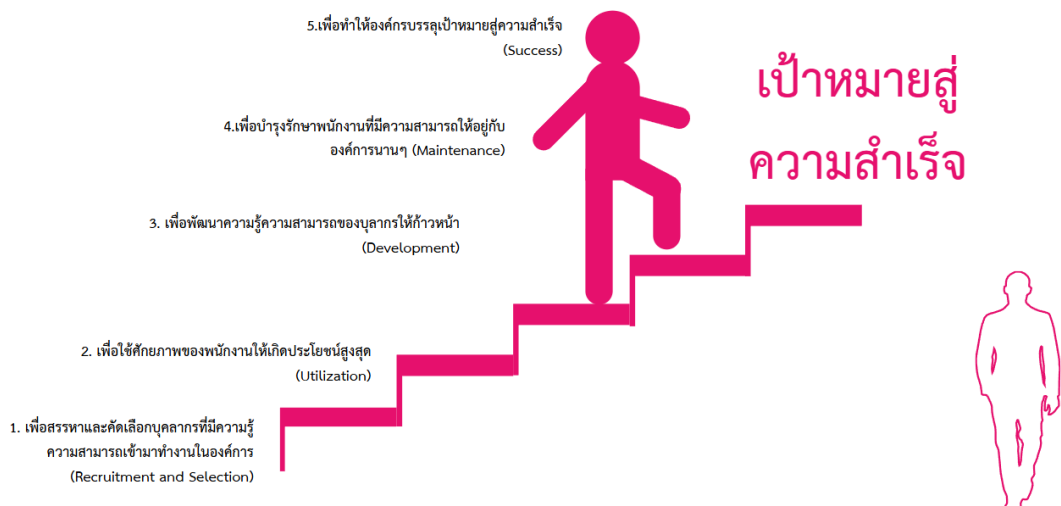 5.เพื่อทำให้องค์กรบรรลุเป้าหมายสู่ความสำเร็จ
(Success)
เป้าหมายสู่
ความสำเร็จ
4.เพื่อบำรุงรักษาพนักงานที่มีความสามารถให้อยู่กับ
องค์การนานๆ (Maintenance)
3. เพื่อพัฒนาความรู้ความสามารถของบุลากรให้ก้าวหน้า
(Development)
2. เพื่อใช้ศักยภาพของพนักงานให้เกิดประโยชน์สูงสุด
(Utilization)
1. เพื่อสรรหาและคัดเลือกบุคลากรที่มีความรู้
ความสามารถเข้ามาทำงานในองค์การ
(Recruitment and Selection)